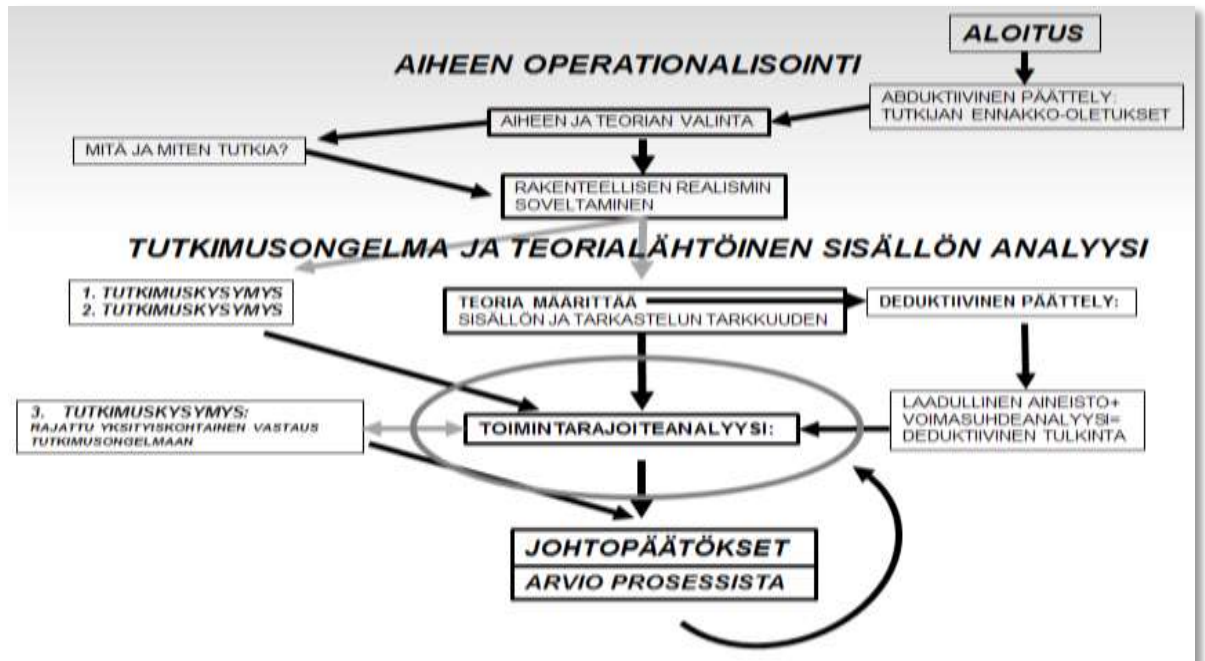 ALOITUS
AIHEEN OPERATIONALISOINTI
ABDUKTIIVINEN PÄÄTTELY:
TUTKIJAN ENNAKKO-OLETUKSET
AIHEEN JA TEORIAN VALINTA
MITÄ JA MITEN TUTKIA?
RAKENTEELLISEN REALISMIN
SOVELTAMINEN
TUTKIMUSONGELMA JA TEORIALÄHTÖINEN SISÄLLÖN ANALYYSI
1. TUTKIMUSKYSYMYS
2. TUTKIMUSKYSYMYS
TEORIA MÄÄRITTÄÄ
SISÄLLÖN JA TARKASTELUN TARKKUUDEN
DEDUKTIIVINEN PÄÄTTELY:
3. TUTKIMUSKYSYMYS:
RAJATTU YKSITYISKOHTAINEN VASTAUS
TUTKIMUSONGELMAAN
TOIMINTARAJOITEANALYYSI:
LAADULLINEN AINEISTO+
VOIMASUHDEANALYYSI=
DEDUKTIIVINEN TULKINTA
JOHTOPÄÄTÖKSET
ARVIO PROSESSISTA